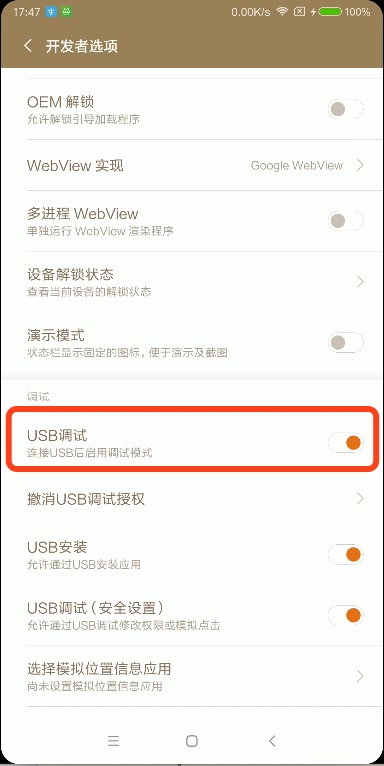 17:47 0.00K/s 100%
开发者选项
OEM 解锁
允许解锁引导加载程序
WebView 实现 Google WebView
多进程 WebView
单独运行 WebView 渲染程序
设备解锁状态
查看当前设备的解锁状态
演示模式
状态栏显示固定的图标，便于演示及截图
调试
USB调试
连接USB后启用调试模式
撤消USB调试授权
USB安装
允许通过USB安装应用
USB调试（安全设置）
允许通过USB调试修改权限或模拟点击
选择模拟位置信息应用
尚未设置模拟位置信息应用